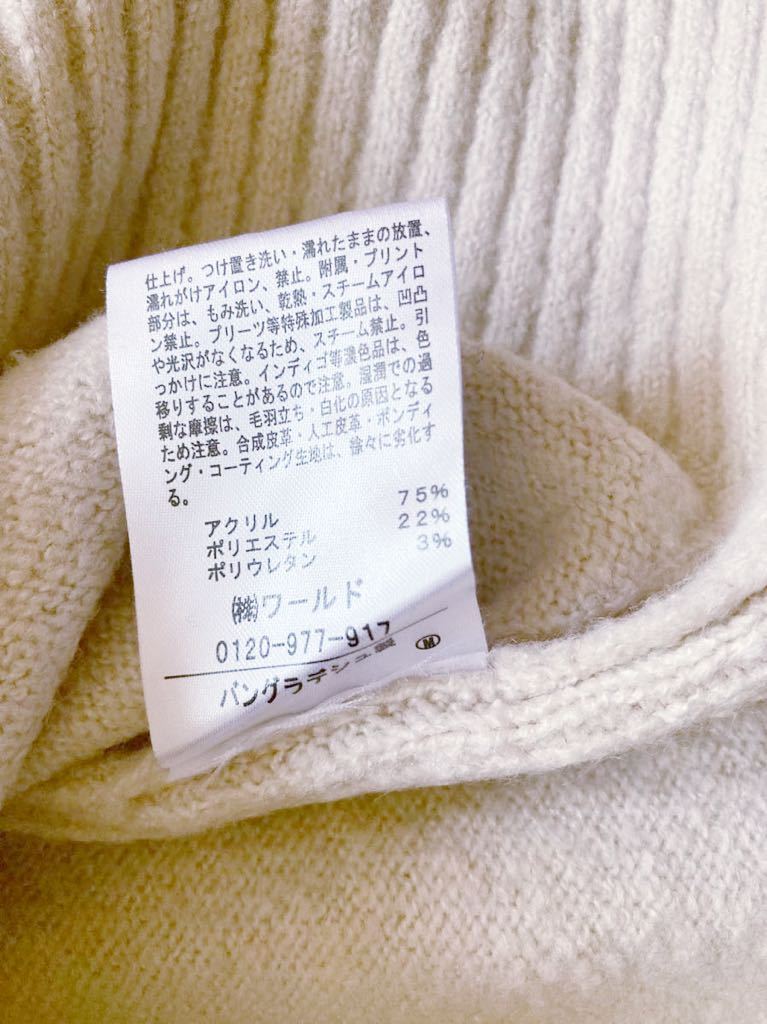 仕上げ。つけ置き洗い・濡れたままの放置、
濡れがけアイロン、禁止。附属・プリント
部分は、もみ洗い、乾熱・スチームアイロ
ン禁止。プリーツ等特殊加工製品は、凹凸
や光沢がなくなるため、スチーム禁止。引
っかけに注意。インディゴ等濃色品は、色
移りすることがあるので注意。湿潤での過
剰な摩擦は、毛羽立ち・白化の原因となる
ため注意。合成皮革・人工皮革・ボンディ
ング・コーティング生地は、徐々に劣化す
る。
アクリル 75%
ポリエステル 22%
ポリウレタン 3%
㈱ワールド
0120-977-917
バングラデシュ製 Ⓜ